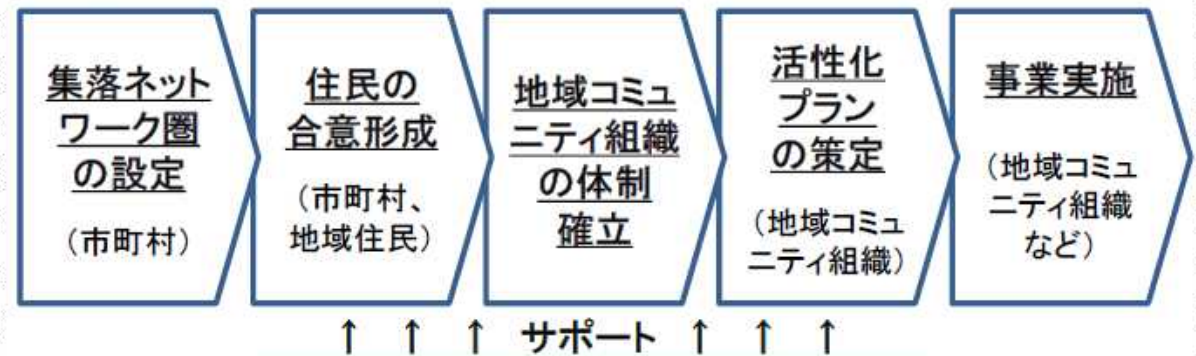 集落ネット
ワーク圏
の設定
（市町村）
住民の
合意形成
（市町村、
地域住民）
地域コミュ
ニティ組織
の体制
確立
活性化
プラン
の策定
（地域コミュ
ニティ組織）
事業実施
（地域コミュ
ニティ組織
など）
↑ ↑ ↑ サポート ↑ ↑ ↑